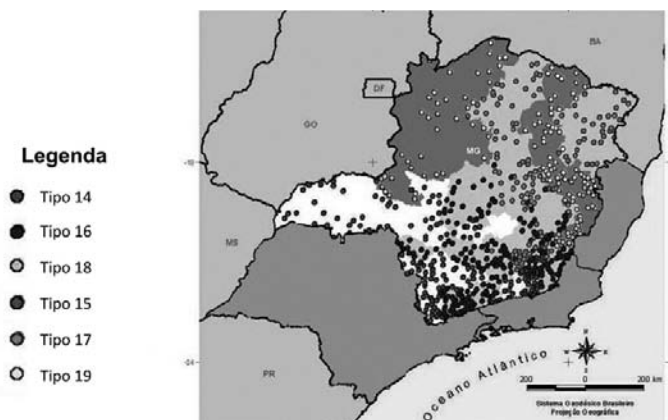 BA
DF
GO
MG
Legenda
Tipo 14
Tipo 16
Tipo 18
Tipo 15
Tipo 17
Tipo 19
MS
PR
Oceano Atlântico
N
S
200 0 200 km
Sistema Geodésico Brasileiro
Projeção Geográfica